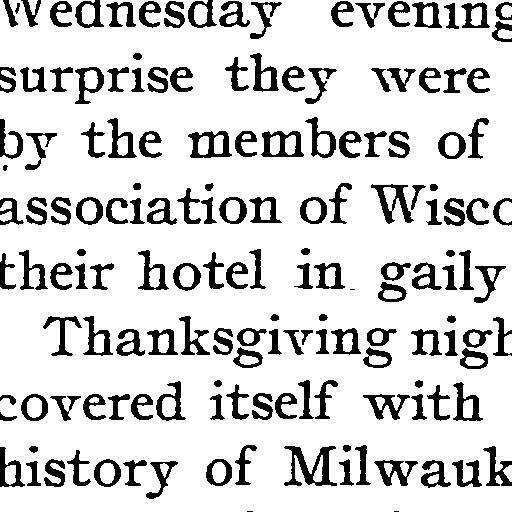 Wednesday evening
surprise they were
by the members of
association of Wisco
their hotel in gaily
Thanksgiving nigh
covered itself with
history of Milwauk